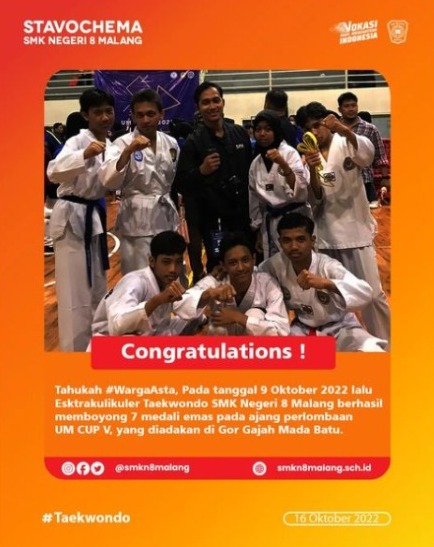 STAVOCHEMA
SMK NEGERI 8 MALANG
VOKASI
INDONESIA
Congratulations !
Tahukah #WargaAsta, Pada tanggal 9 Oktober 2022 lalu
Esktrakulikuler Taekwondo SMK Negeri 8 Malang berhasil
memboyong 7 medali emas pada ajang perlombaan
UM CUP V, yang diadakan di Gor Gajah Mada Batu.
@smkn8malang
smkn8malang.sch.id
#Taekwondo
16 Oktober 2022